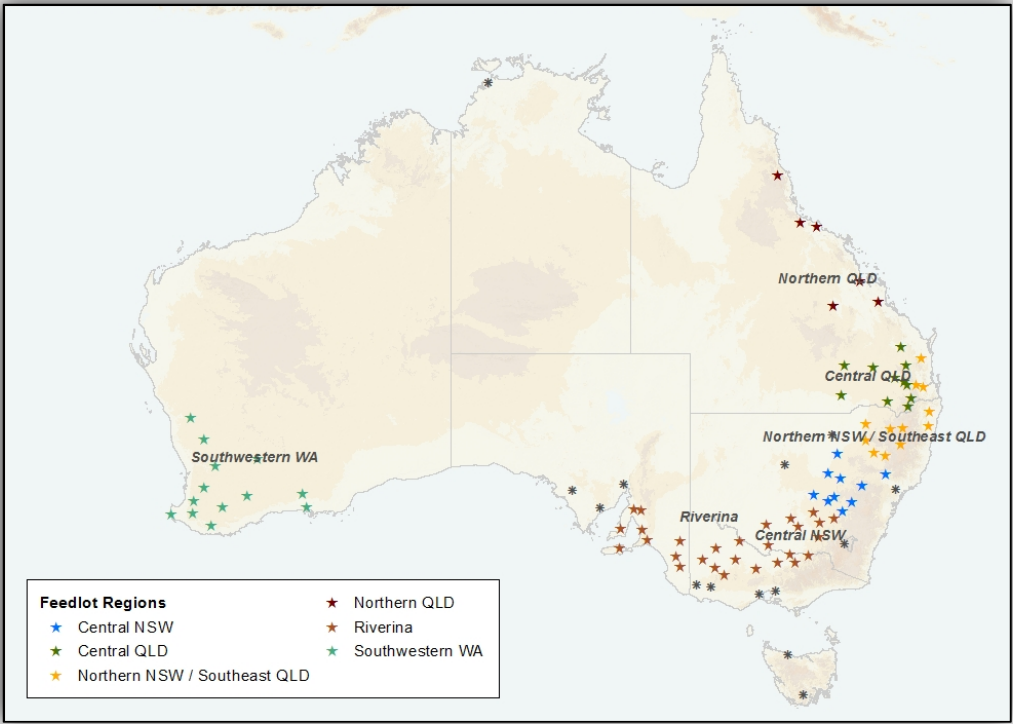 Northern QLD
Central QLD
Northern NSW / Southeast QLD
Southwestern WA
Riverina
Central NSW
Feedlot Regions
Central NSW
Central QLD
Northern NSW / Southeast QLD
Northern QLD
Riverina
Southwestern WA